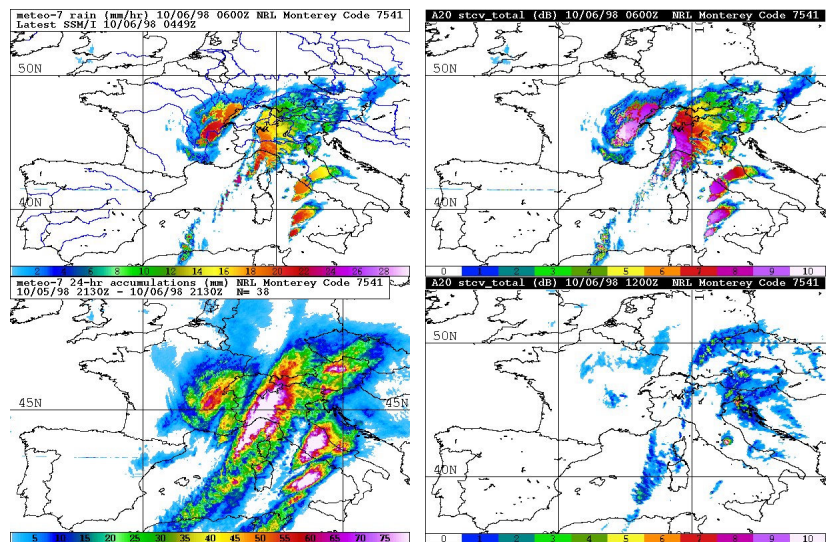 meteo-7 rain (mm/hr) 10/06/98 0600Z NRL Monterey Code 7541
Latest SSM/I 10/06/98 0449Z
50N
40N
2 4 6 8 10 12 14 16 18 20 22 24 26 28
A20 stcv_total (dB) 10/06/98 0600Z NRL Monterey Code 7541
50N
40N
0 1 2 3 4 5 6 7 8 9 10
meteo-7 24-hr accumulations (mm) NRL Monterey Code 7541
10/05/98 2130Z - 10/06/98 2130Z N= 38
45N 45N
5 10 15 20 25 30 35 40 45 50 55 60 65 70 75
A20 stcv_total (dB) 10/06/98 1200Z NRL Monterey Code 7541
50N
40N
0 1 2 3 4 5 6 7 8 9 10